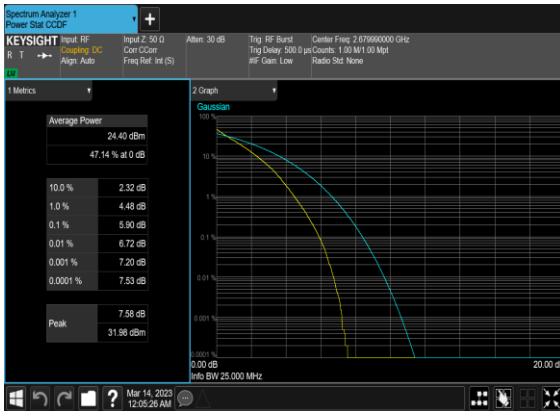 Spectrum Analyzer 1
Power Stat CCDF
+
KEYSIGHT
R T
LXI
Input: RF
Coupling: DC
Align: Auto
Input Z: 50 Ω
Corr CCorr
Freq Ref: Int (S)
Atten: 30 dB
Trig: RF Burst
Trig Delay: 500.0 µs
#IF Gain: Low
Center Freq: 2.679990000 GHz
Counts: 1.00 M/1.00 Mpt
Radio Std: None
1 Metrics
Average Power
24.40 dBm
47.14 % at 0 dB
10.0 % 2.32 dB
1.0 % 4.48 dB
0.1 % 5.90 dB
0.01 % 6.72 dB
0.001 % 7.20 dB
0.0001 % 7.53 dB
Peak 7.58 dB
31.98 dBm
2 Graph
Gaussian
100 %
10 %
1 %
0.1 %
0.01 %
0.001 %
0.0001 %
0.00 dB
20.00 dB
Info BW 25.000 MHz
?
Mar 14, 2023
12:05:26 AM